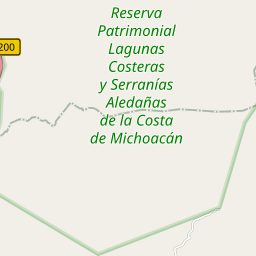 Reserva
Patrimonial
Lagunas
Costeras
y Serranías
Aledañas
de la Costa
de Michoacán
200